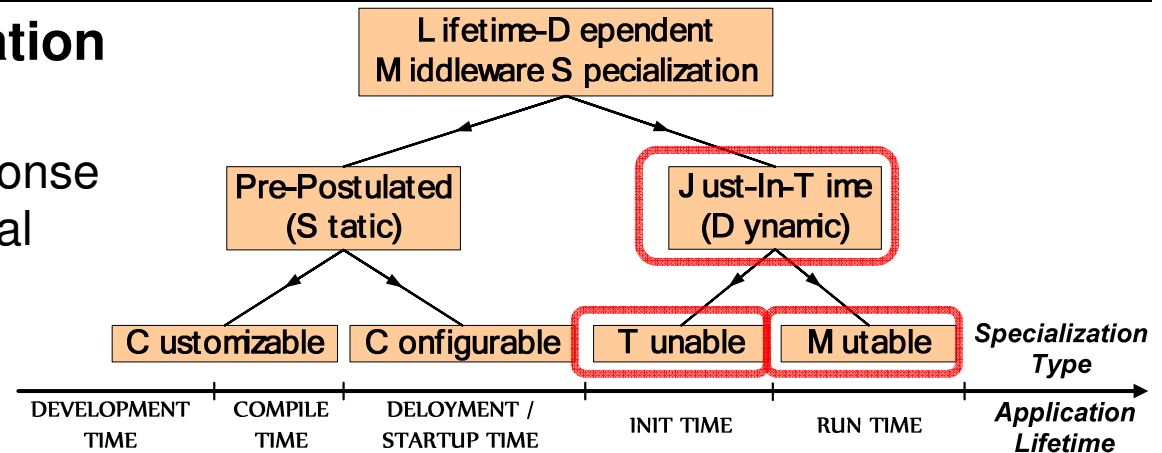 ation
onse
al
Lifetime-Dependent
Middleware Specialization
Pre-Postulated
(Static)
Just-In-Time
(Dynamic)
Customizable
Configurable
Tunable
Mutable
Specialization
Type
DEVELOPMENT
TIME
COMPILE
TIME
DELOYMENT /
STARTUP TIME
INIT TIME
RUN TIME
Application
Lifetime